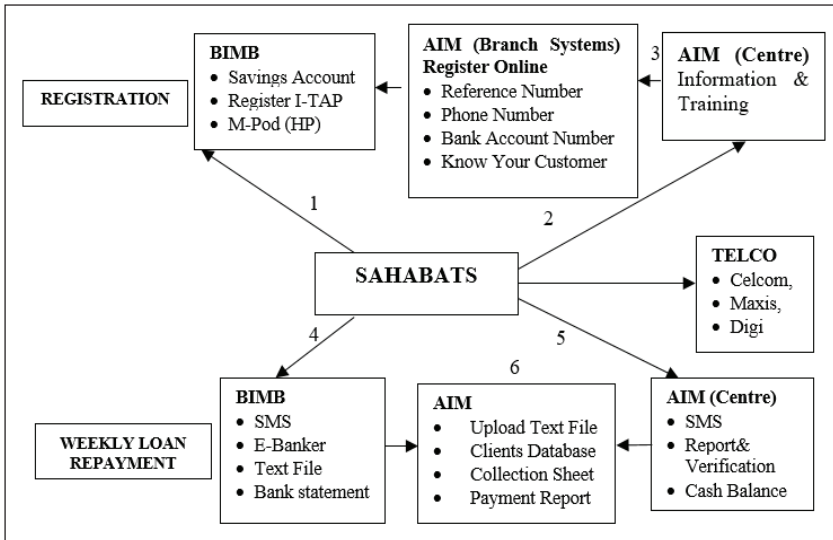 BIMB
• Savings Account
• Register I-TAP
• M-Pod (HP)
AIM (Branch Systems)
Register Online
• Reference Number
• Phone Number
• Bank Account Number
• Know Your Customer
3
AIM (Centre)
Information &
Training
REGISTRATION
1
2
SAHABATS
TELCO
• Celcom,
• Maxis,
• Digi
4
5
6
BIMB
• SMS
• E-Banker
• Text File
• Bank statement
AIM
• Upload Text File
• Clients Database
• Collection Sheet
• Payment Report
AIM (Centre)
• SMS
• Report&
Verification
• Cash Balance
WEEKLY LOAN
REPAYMENT